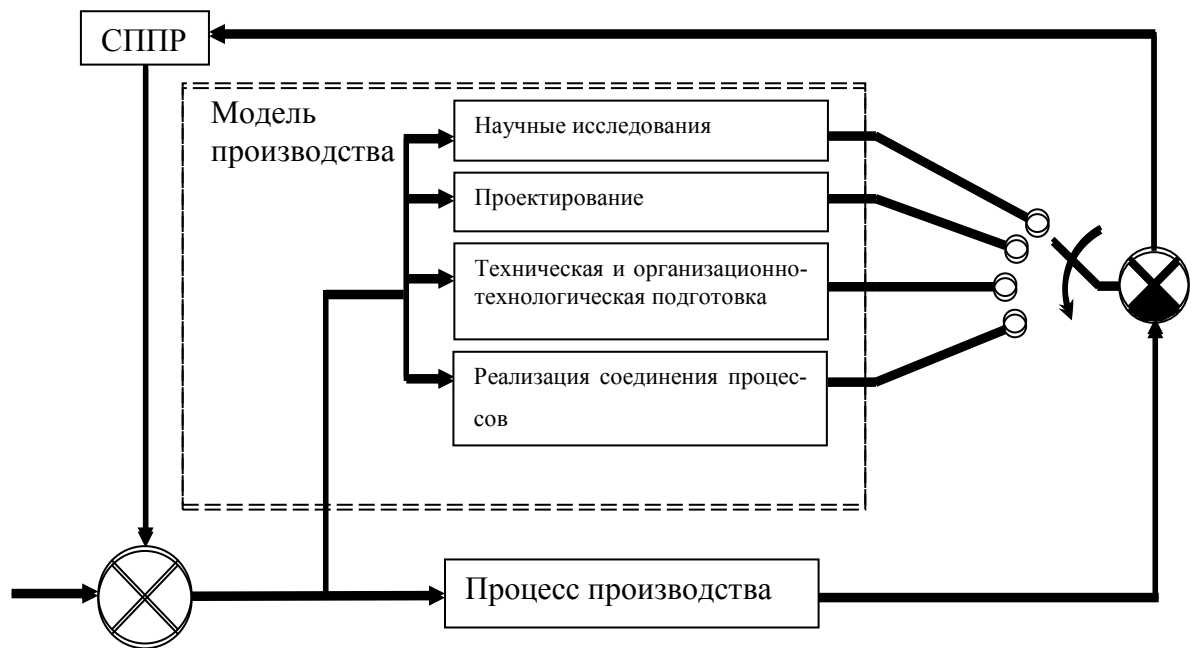 СППР
Модель
производства
Научные исследования
Проектирование
Техническая и организационно-
технологическая подготовка
Реализация соединения процес-
сов
Процесс производства